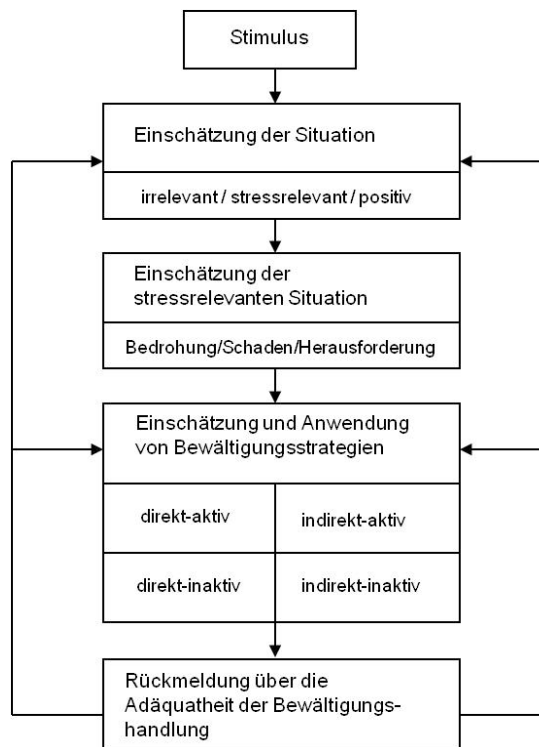 Stimulus
Einschätzung der Situation
irrelevant / stressrelevant / positiv
Einschätzung der
stressrelevanten Situation
Bedrohung/Schaden/Herausforderung
Einschätzung und Anwendung
von Bewältigungsstrategien
direkt-aktiv
indirekt-aktiv
direkt-inaktiv
indirekt-inaktiv
Rückmeldung über die
Adäquatheit der Bewältigungs-
handlung